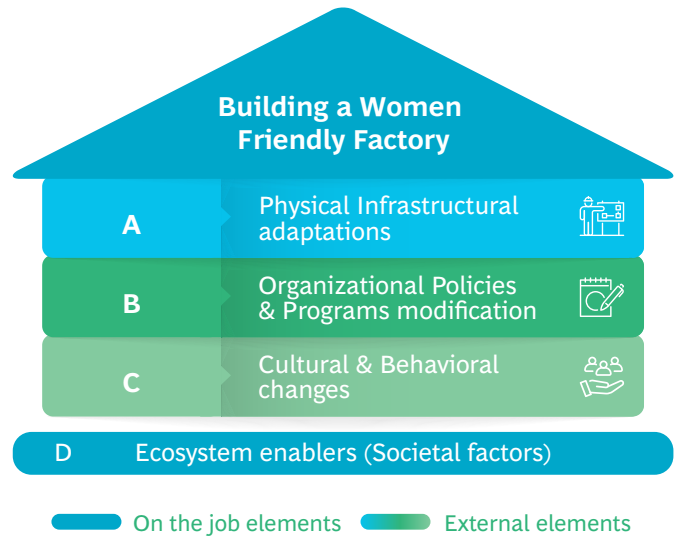 Building a Women
Friendly Factory
A
Physical Infrastructural
adaptations
B
Organizational Policies
& Programs modification
C
Cultural & Behavioral
changes
D Ecosystem enablers (Societal factors)
On the job elements External elements